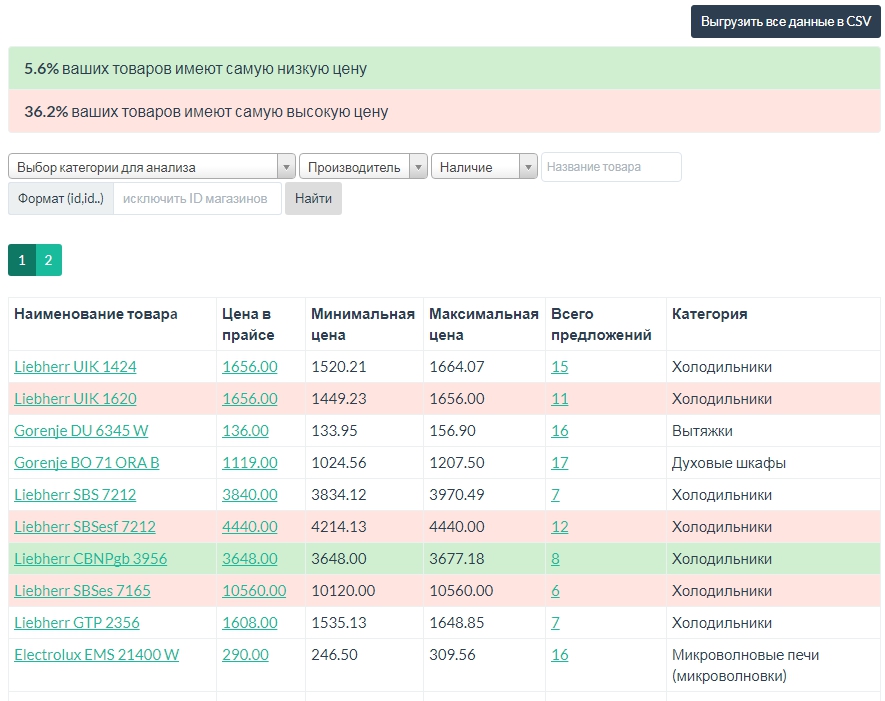 Выгрузить все данные в CSV
5.6% ваших товаров имеют самую низкую цену
36.2% ваших товаров имеют самую высокую цену
Выбор категории для анализа Производитель Наличие Название товара
Формат (id,id..) исключить ID магазинов Найти
1 2
Наименование товара Цена в прайсе Минимальная цена Максимальная цена Всего предложений Категория
Liebherr UIK 1424 1656.00 1520.21 1664.07 15 Холодильники
Liebherr UIK 1620 1656.00 1449.23 1656.00 11 Холодильники
Gorenje DU 6345 W 136.00 133.95 156.90 16 Вытяжки
Gorenje BO 71 ORA B 1119.00 1024.56 1207.50 17 Духовые шкафы
Liebherr SBS 7212 3840.00 3834.12 3970.49 7 Холодильники
Liebherr SBSesf 7212 4440.00 4214.13 4440.00 12 Холодильники
Liebherr CBNPgb 3956 3648.00 3648.00 3677.18 8 Холодильники
Liebherr SBSes 7165 10560.00 10120.00 10560.00 6 Холодильники
Liebherr GTP 2356 1608.00 1535.13 1648.85 7 Холодильники
Electrolux EMS 21400 W 290.00 246.50 309.56 16 Микроволновые печи
(микроволновки)